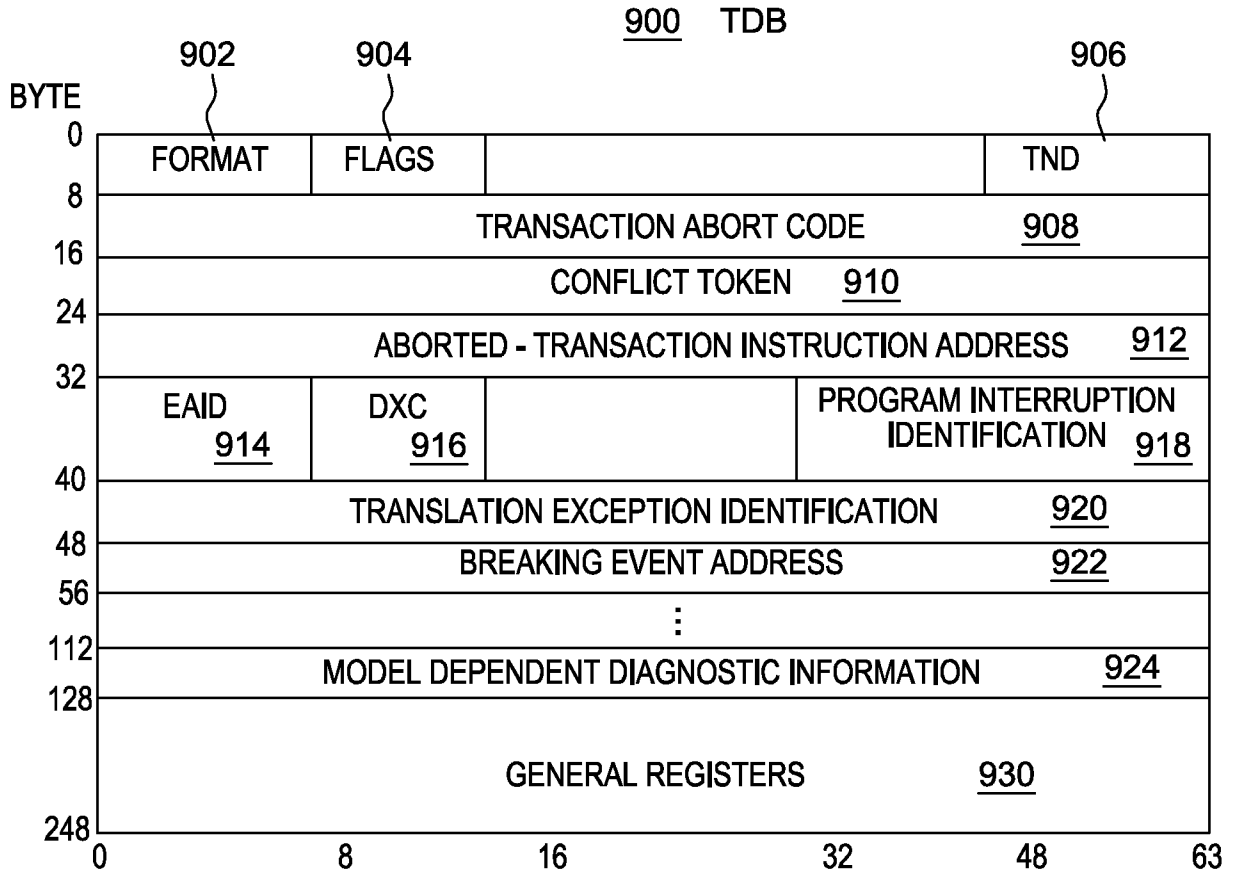 900 TDB
902 904 906
BYTE
0
FORMAT FLAGS TND
8
TRANSACTION ABORT CODE 908
16
CONFLICT TOKEN 910
24
ABORTED - TRANSACTION INSTRUCTION ADDRESS 912
32
EAID 914
DXC 916
PROGRAM INTERRUPTION
IDENTIFICATION 918
40
TRANSLATION EXCEPTION IDENTIFICATION 920
48
BREAKING EVENT ADDRESS 922
56
⋮
112
MODEL DEPENDENT DIAGNOSTIC INFORMATION 924
128
GENERAL REGISTERS 930
248
0 8 16 32 48 63